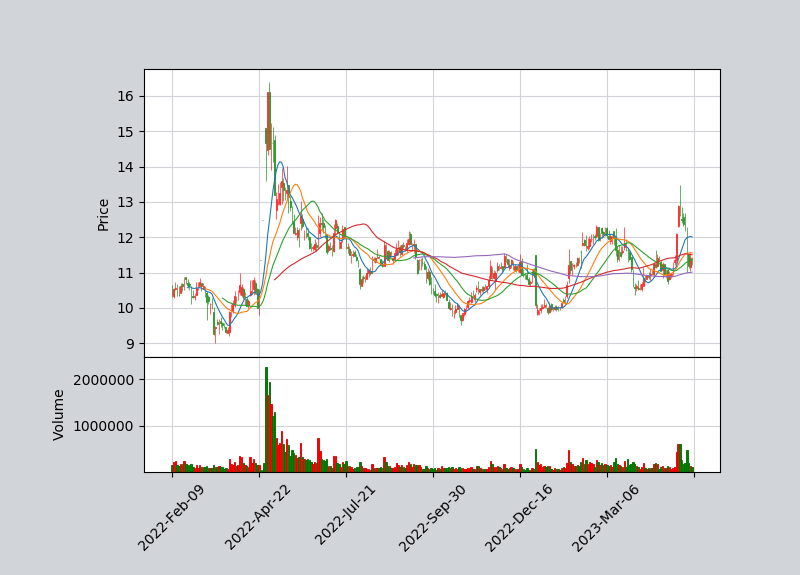 16
15
14
13
12
11
10
9
Price
2000000
1000000
Volume
2022-Feb-09
2022-Apr-22
2022-Jul-21
2022-Sep-30
2022-Dec-16
2023-Mar-06